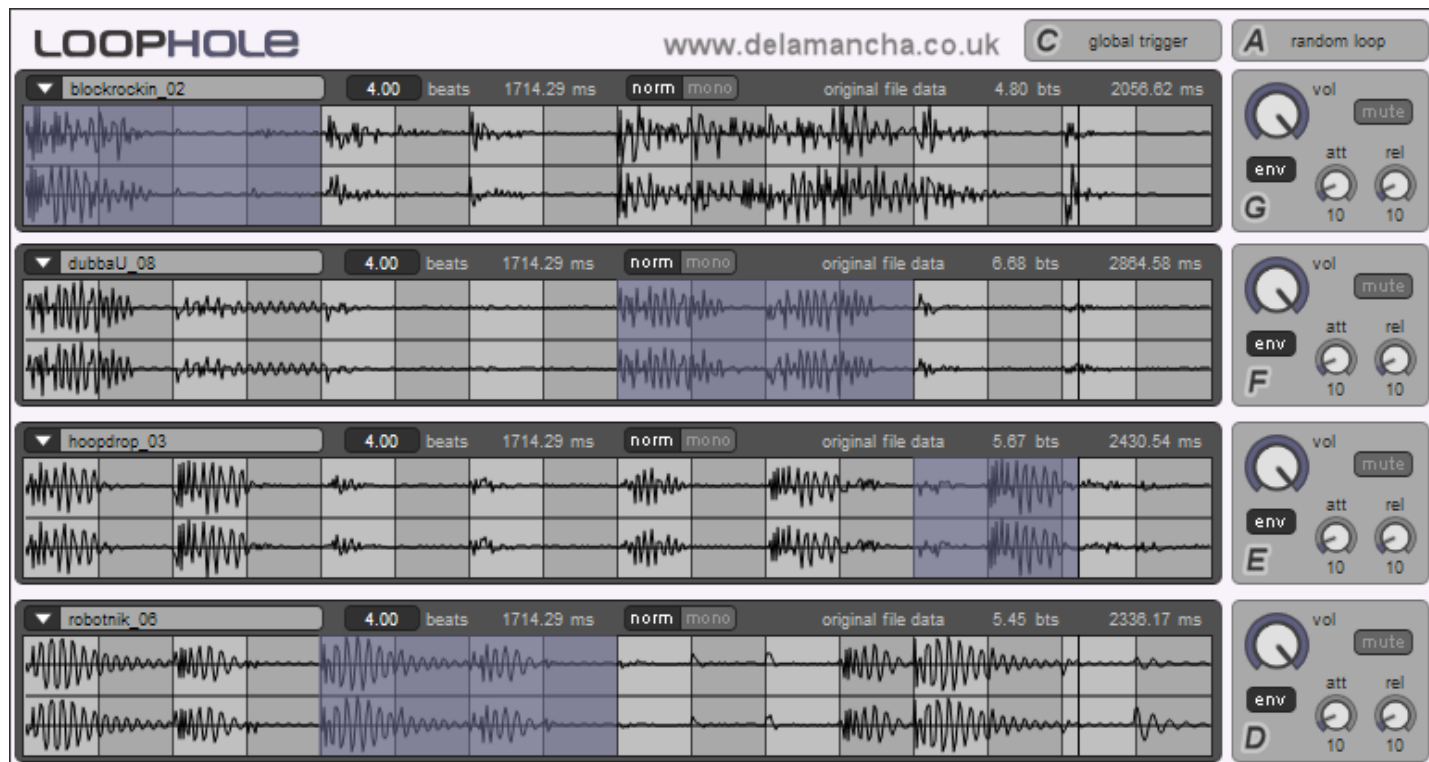 LOOPHOLE www.delamancha.co.uk C global trigger A random loop
blockrockin_02 4.00 beats 1714.29 ms norm mono original file data 4.80 bts 2056.62 ms
vol
mute
att rel
env
G 10 10
dubbaU_08 4.00 beats 1714.29 ms norm mono original file data 6.68 bts 2864.58 ms
vol
mute
att rel
env
F 10 10
hoopdrop_03 4.00 beats 1714.29 ms norm mono original file data 5.67 bts 2430.54 ms
vol
mute
att rel
env
E 10 10
robotnik_06 4.00 beats 1714.29 ms norm mono original file data 5.45 bts 2336.17 ms
vol
mute
att rel
env
D 10 10